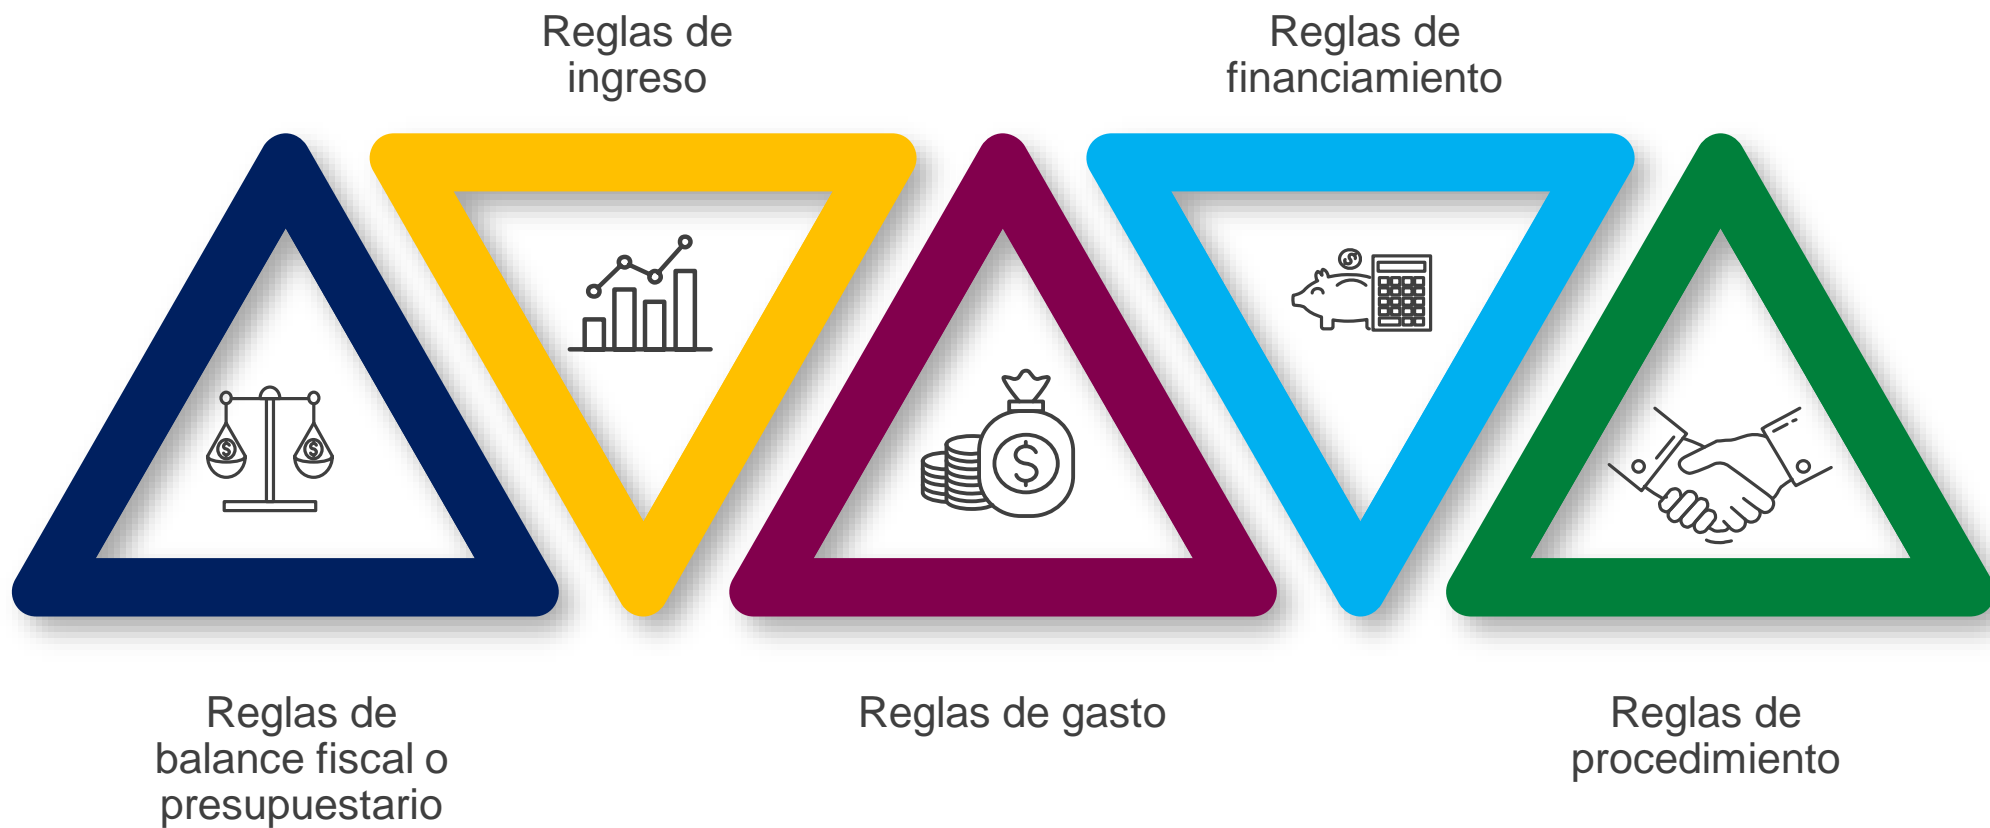 Reglas de
ingreso
Reglas de
financiamiento
Reglas de
balance fiscal o
presupuestario
Reglas de gasto
Reglas de
procedimiento